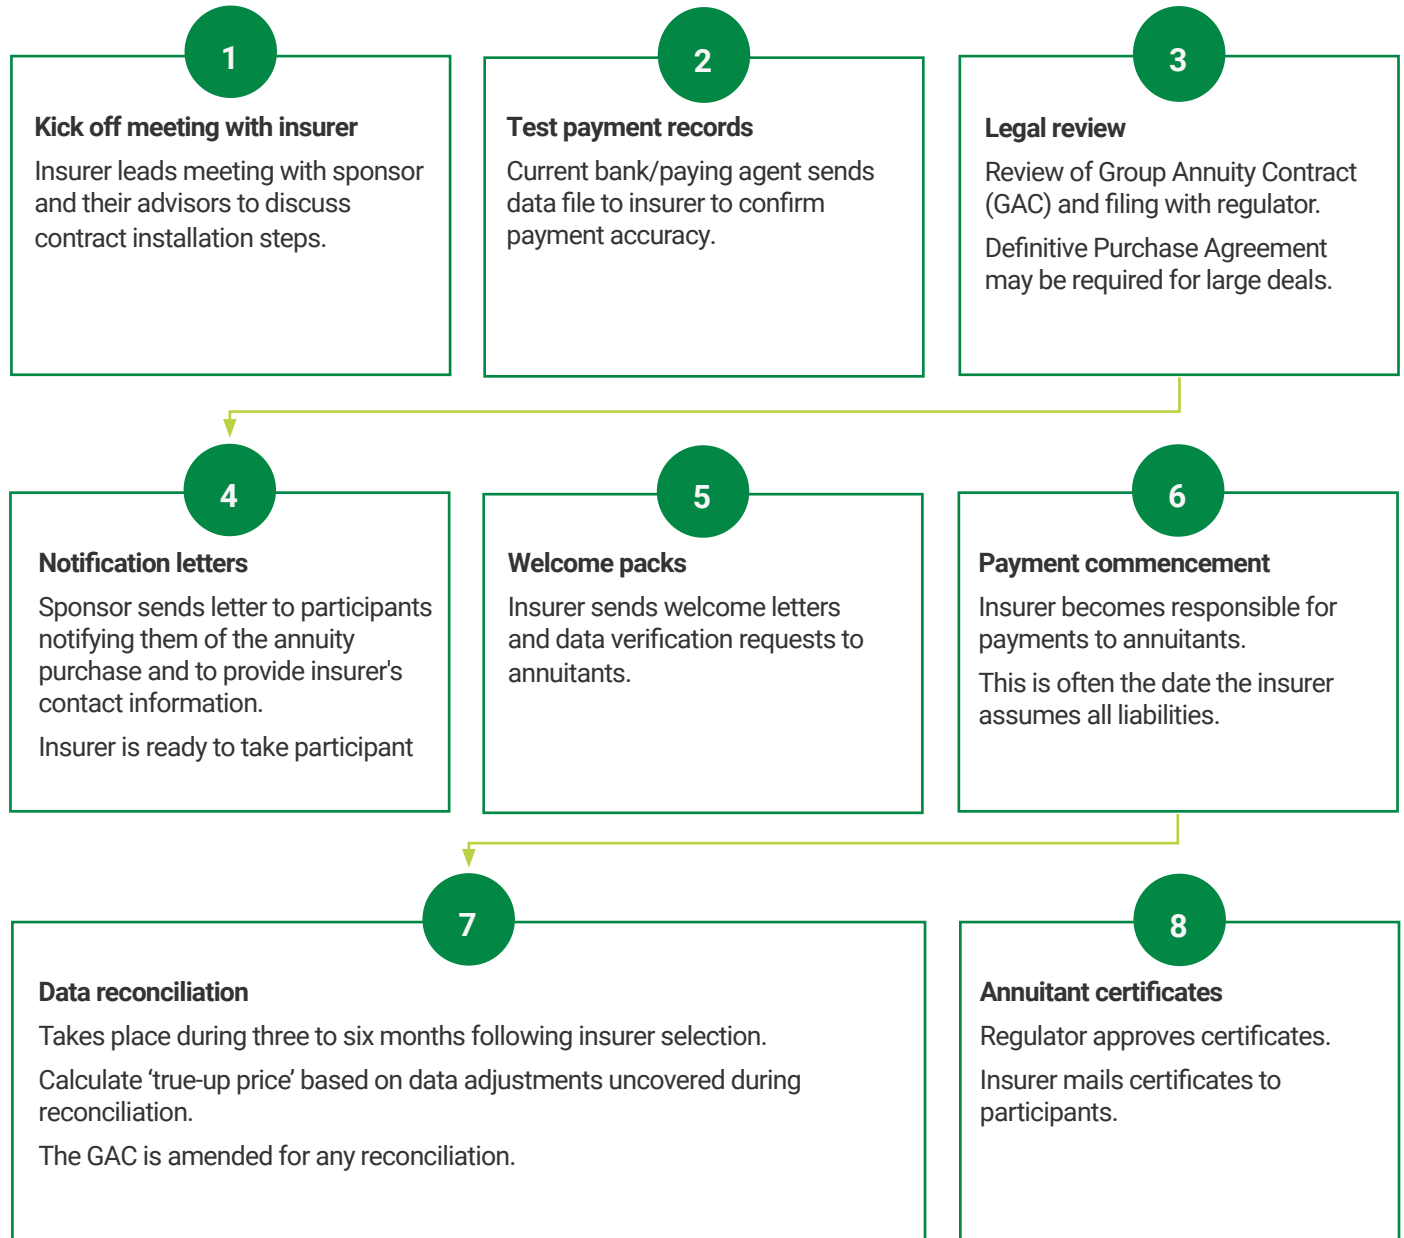 1
Kick off meeting with insurer
Insurer leads meeting with sponsor
and their advisors to discuss
contract installation steps.
2
Test payment records
Current bank/paying agent sends
data file to insurer to confirm
payment accuracy.
3
Legal review
Review of Group Annuity Contract
(GAC) and filing with regulator.
Definitive Purchase Agreement
may be required for large deals.
4
Notification letters
Sponsor sends letter to participants
notifying them of the annuity
purchase and to provide insurer's
contact information.
Insurer is ready to take participant
5
Welcome packs
Insurer sends welcome letters
and data verification requests to
annuitants.
6
Payment commencement
Insurer becomes responsible for
payments to annuitants.
This is often the date the insurer
assumes all liabilities.
7
Data reconciliation
Takes place during three to six months following insurer selection.
Calculate ‘true-up price’ based on data adjustments uncovered during
reconciliation.
The GAC is amended for any reconciliation.
8
Annuitant certificates
Regulator approves certificates.
Insurer mails certificates to
participants.